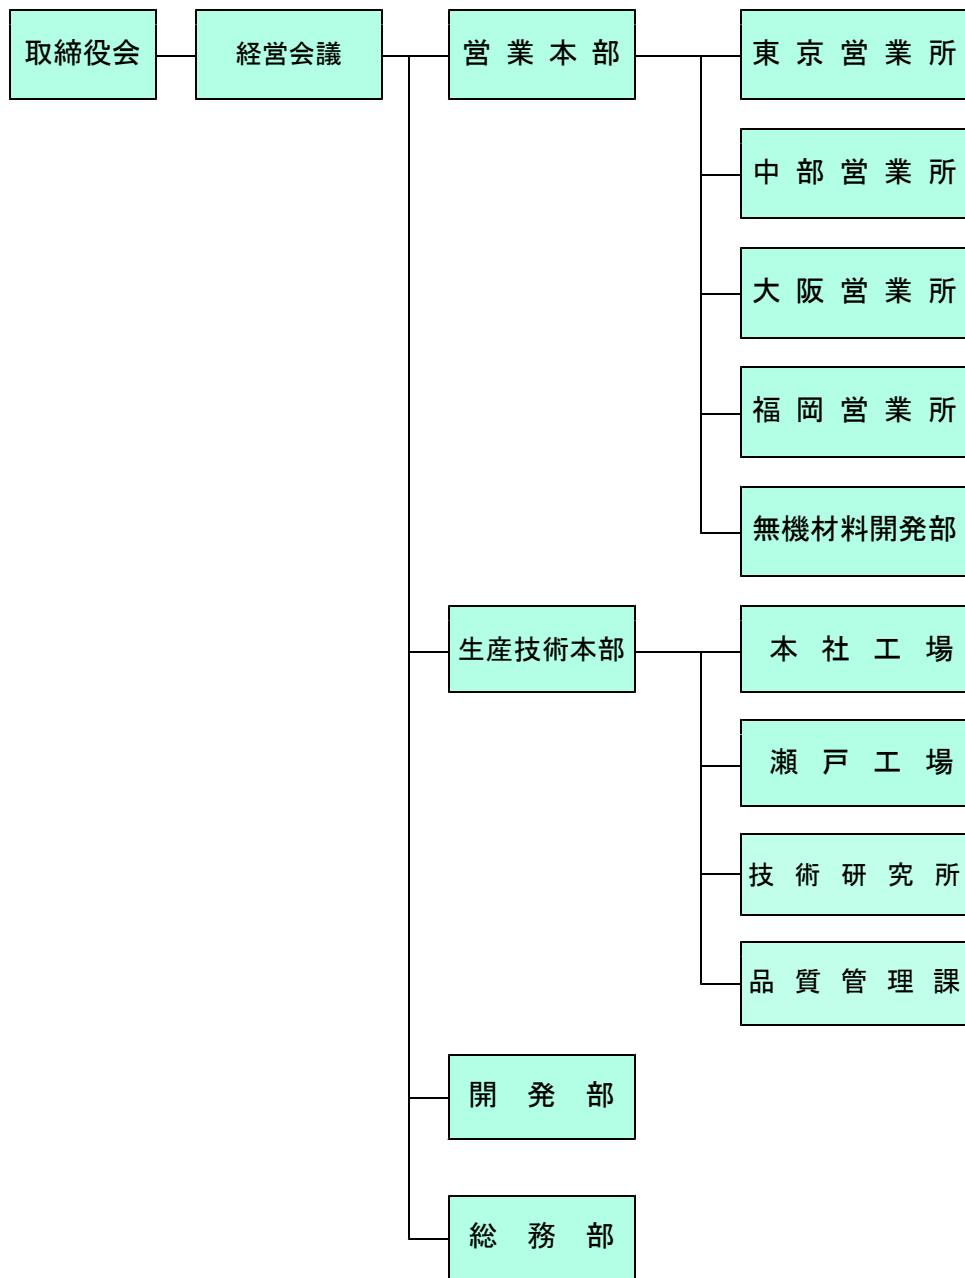 取締役会
経営会議
営業本部
東京営業所
中部営業所
大阪営業所
福岡営業所
無機材料開発部
生産技術本部
本社工場
瀬戸工場
技術研究所
品質管理課
開発部
総務部